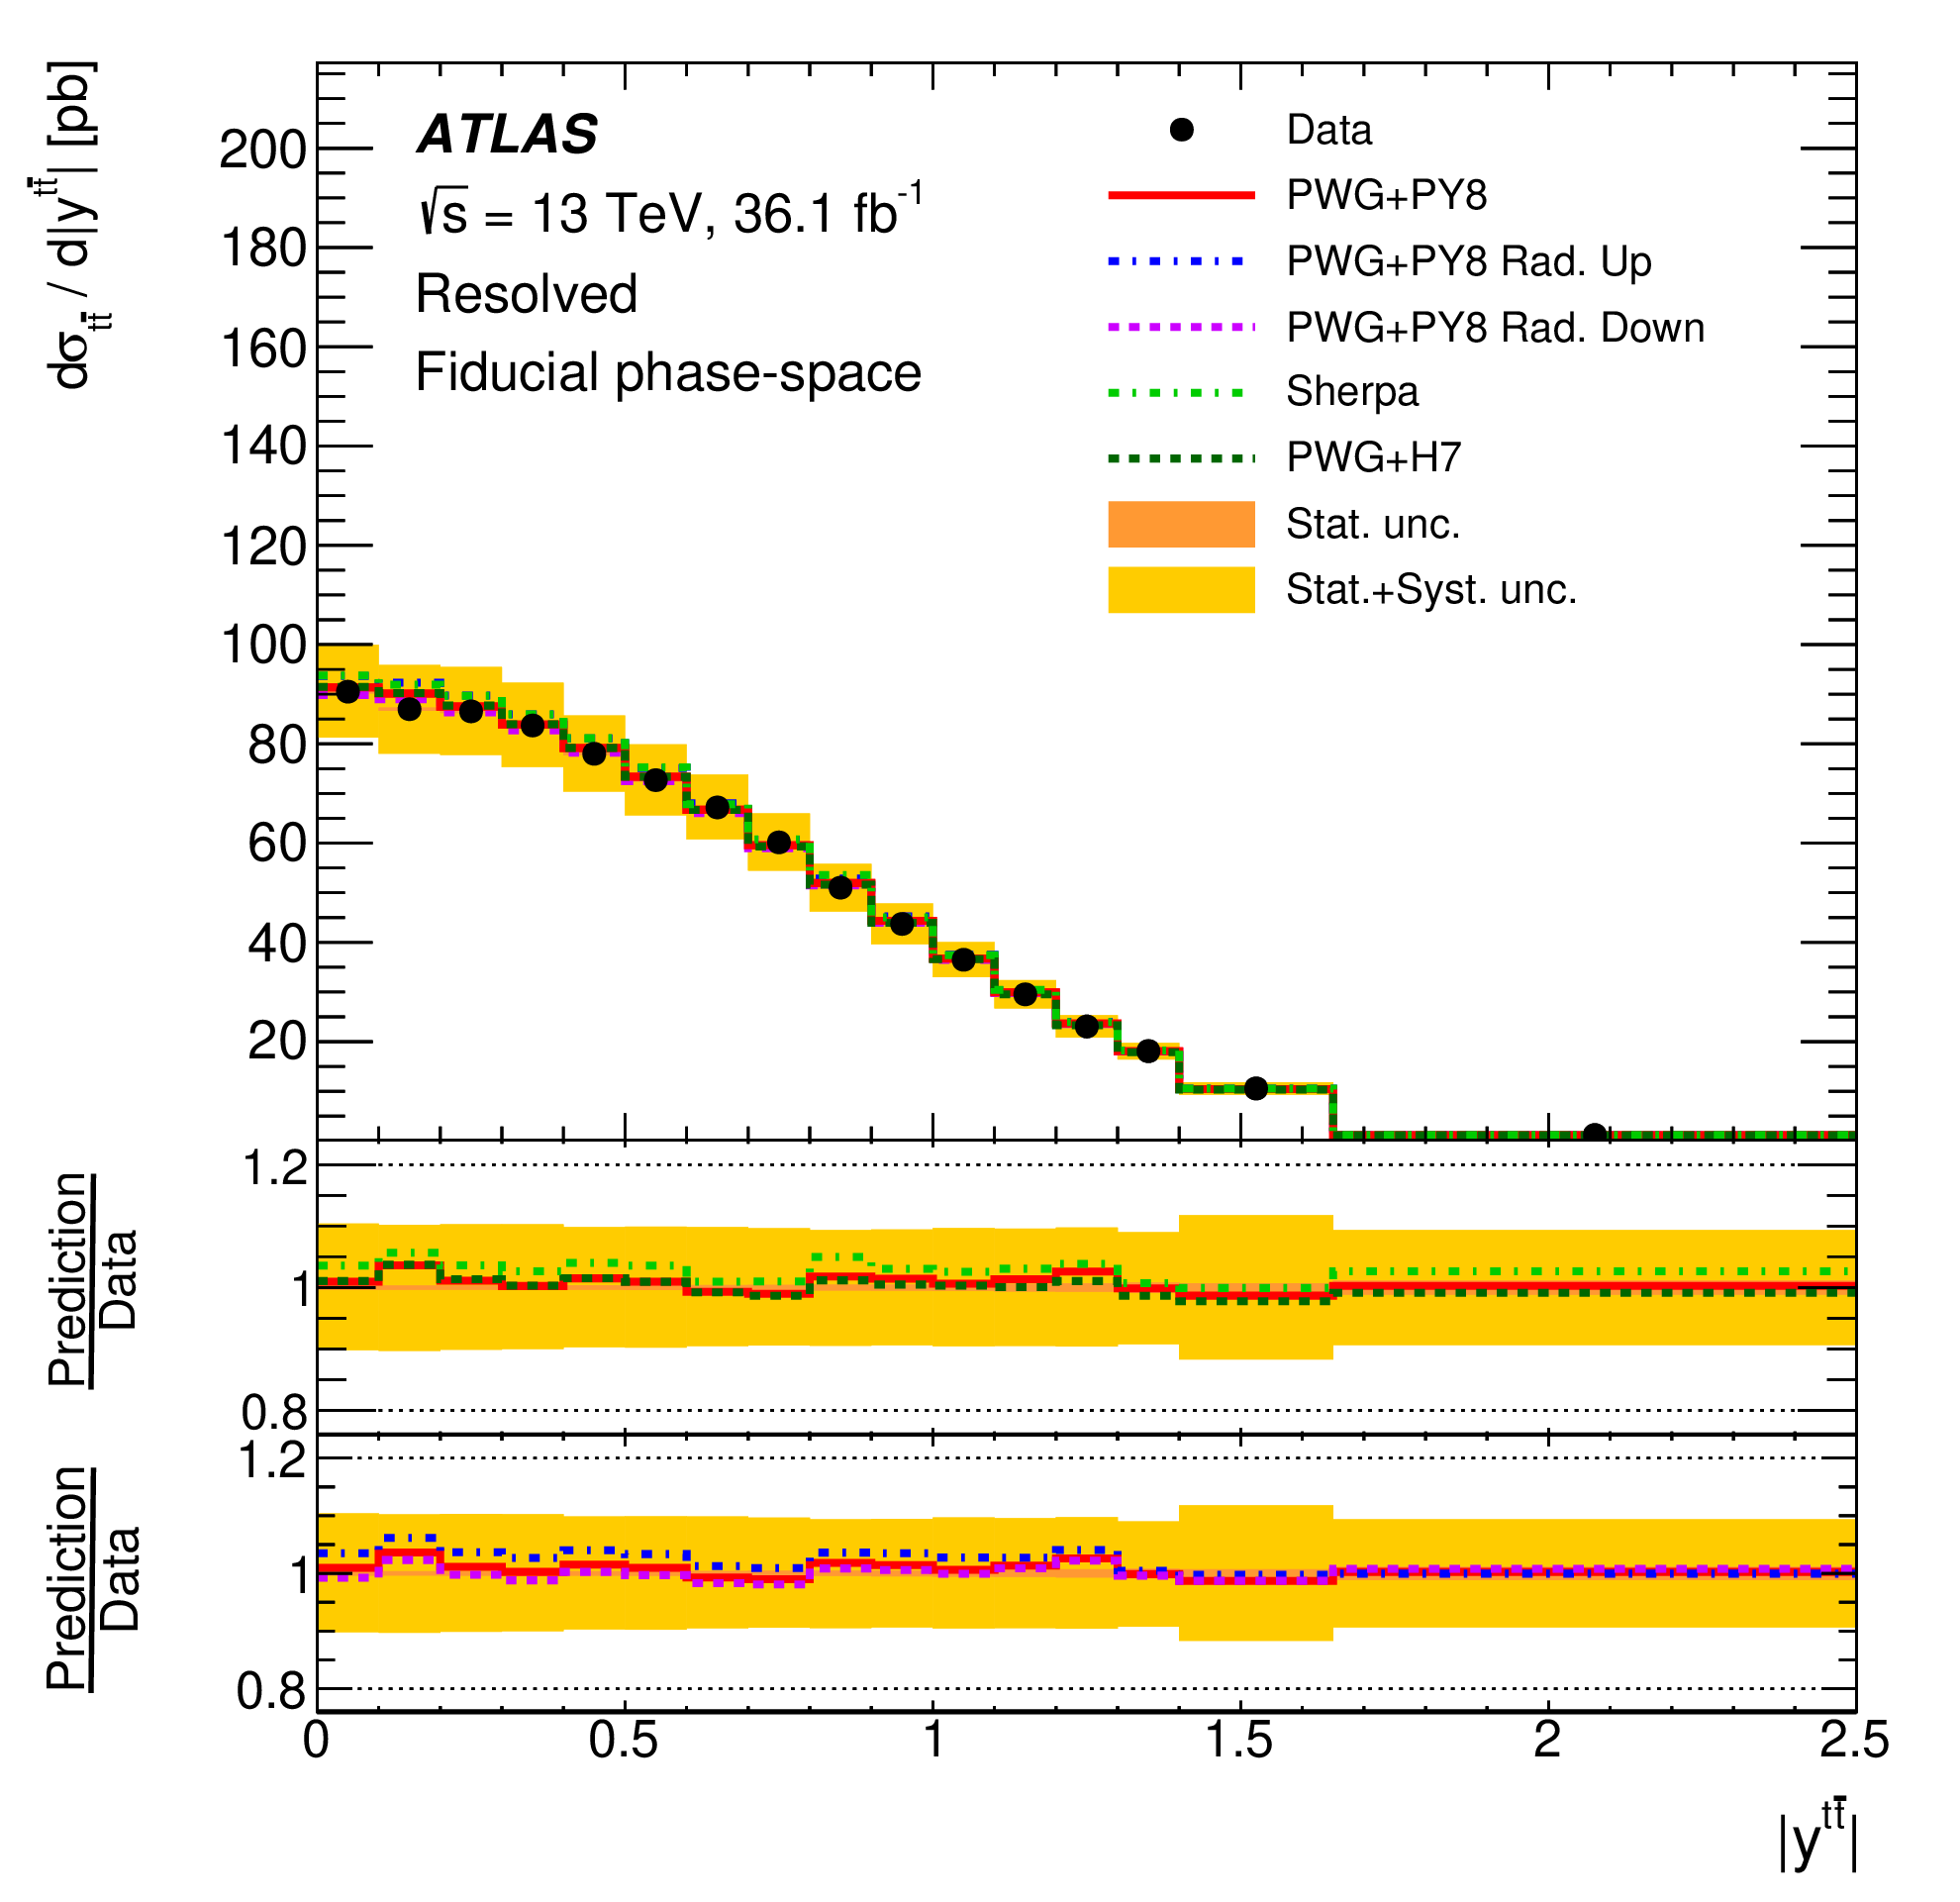 dσ_tt̄ / d|y^tt̄| [pb]
200
180
160
140
120
100
80
60
40
20
ATLAS
√s = 13 TeV, 36.1 fb⁻¹
Resolved
Fiducial phase-space
Data
PWG+PY8
PWG+PY8 Rad. Up
PWG+PY8 Rad. Down
Sherpa
PWG+H7
Stat. unc.
Stat.+Syst. unc.
Prediction
Data
1.2
1
0.8
Prediction
Data
1.2
1
0.8
0 0.5 1 1.5 2 2.5
|y^tt̄|